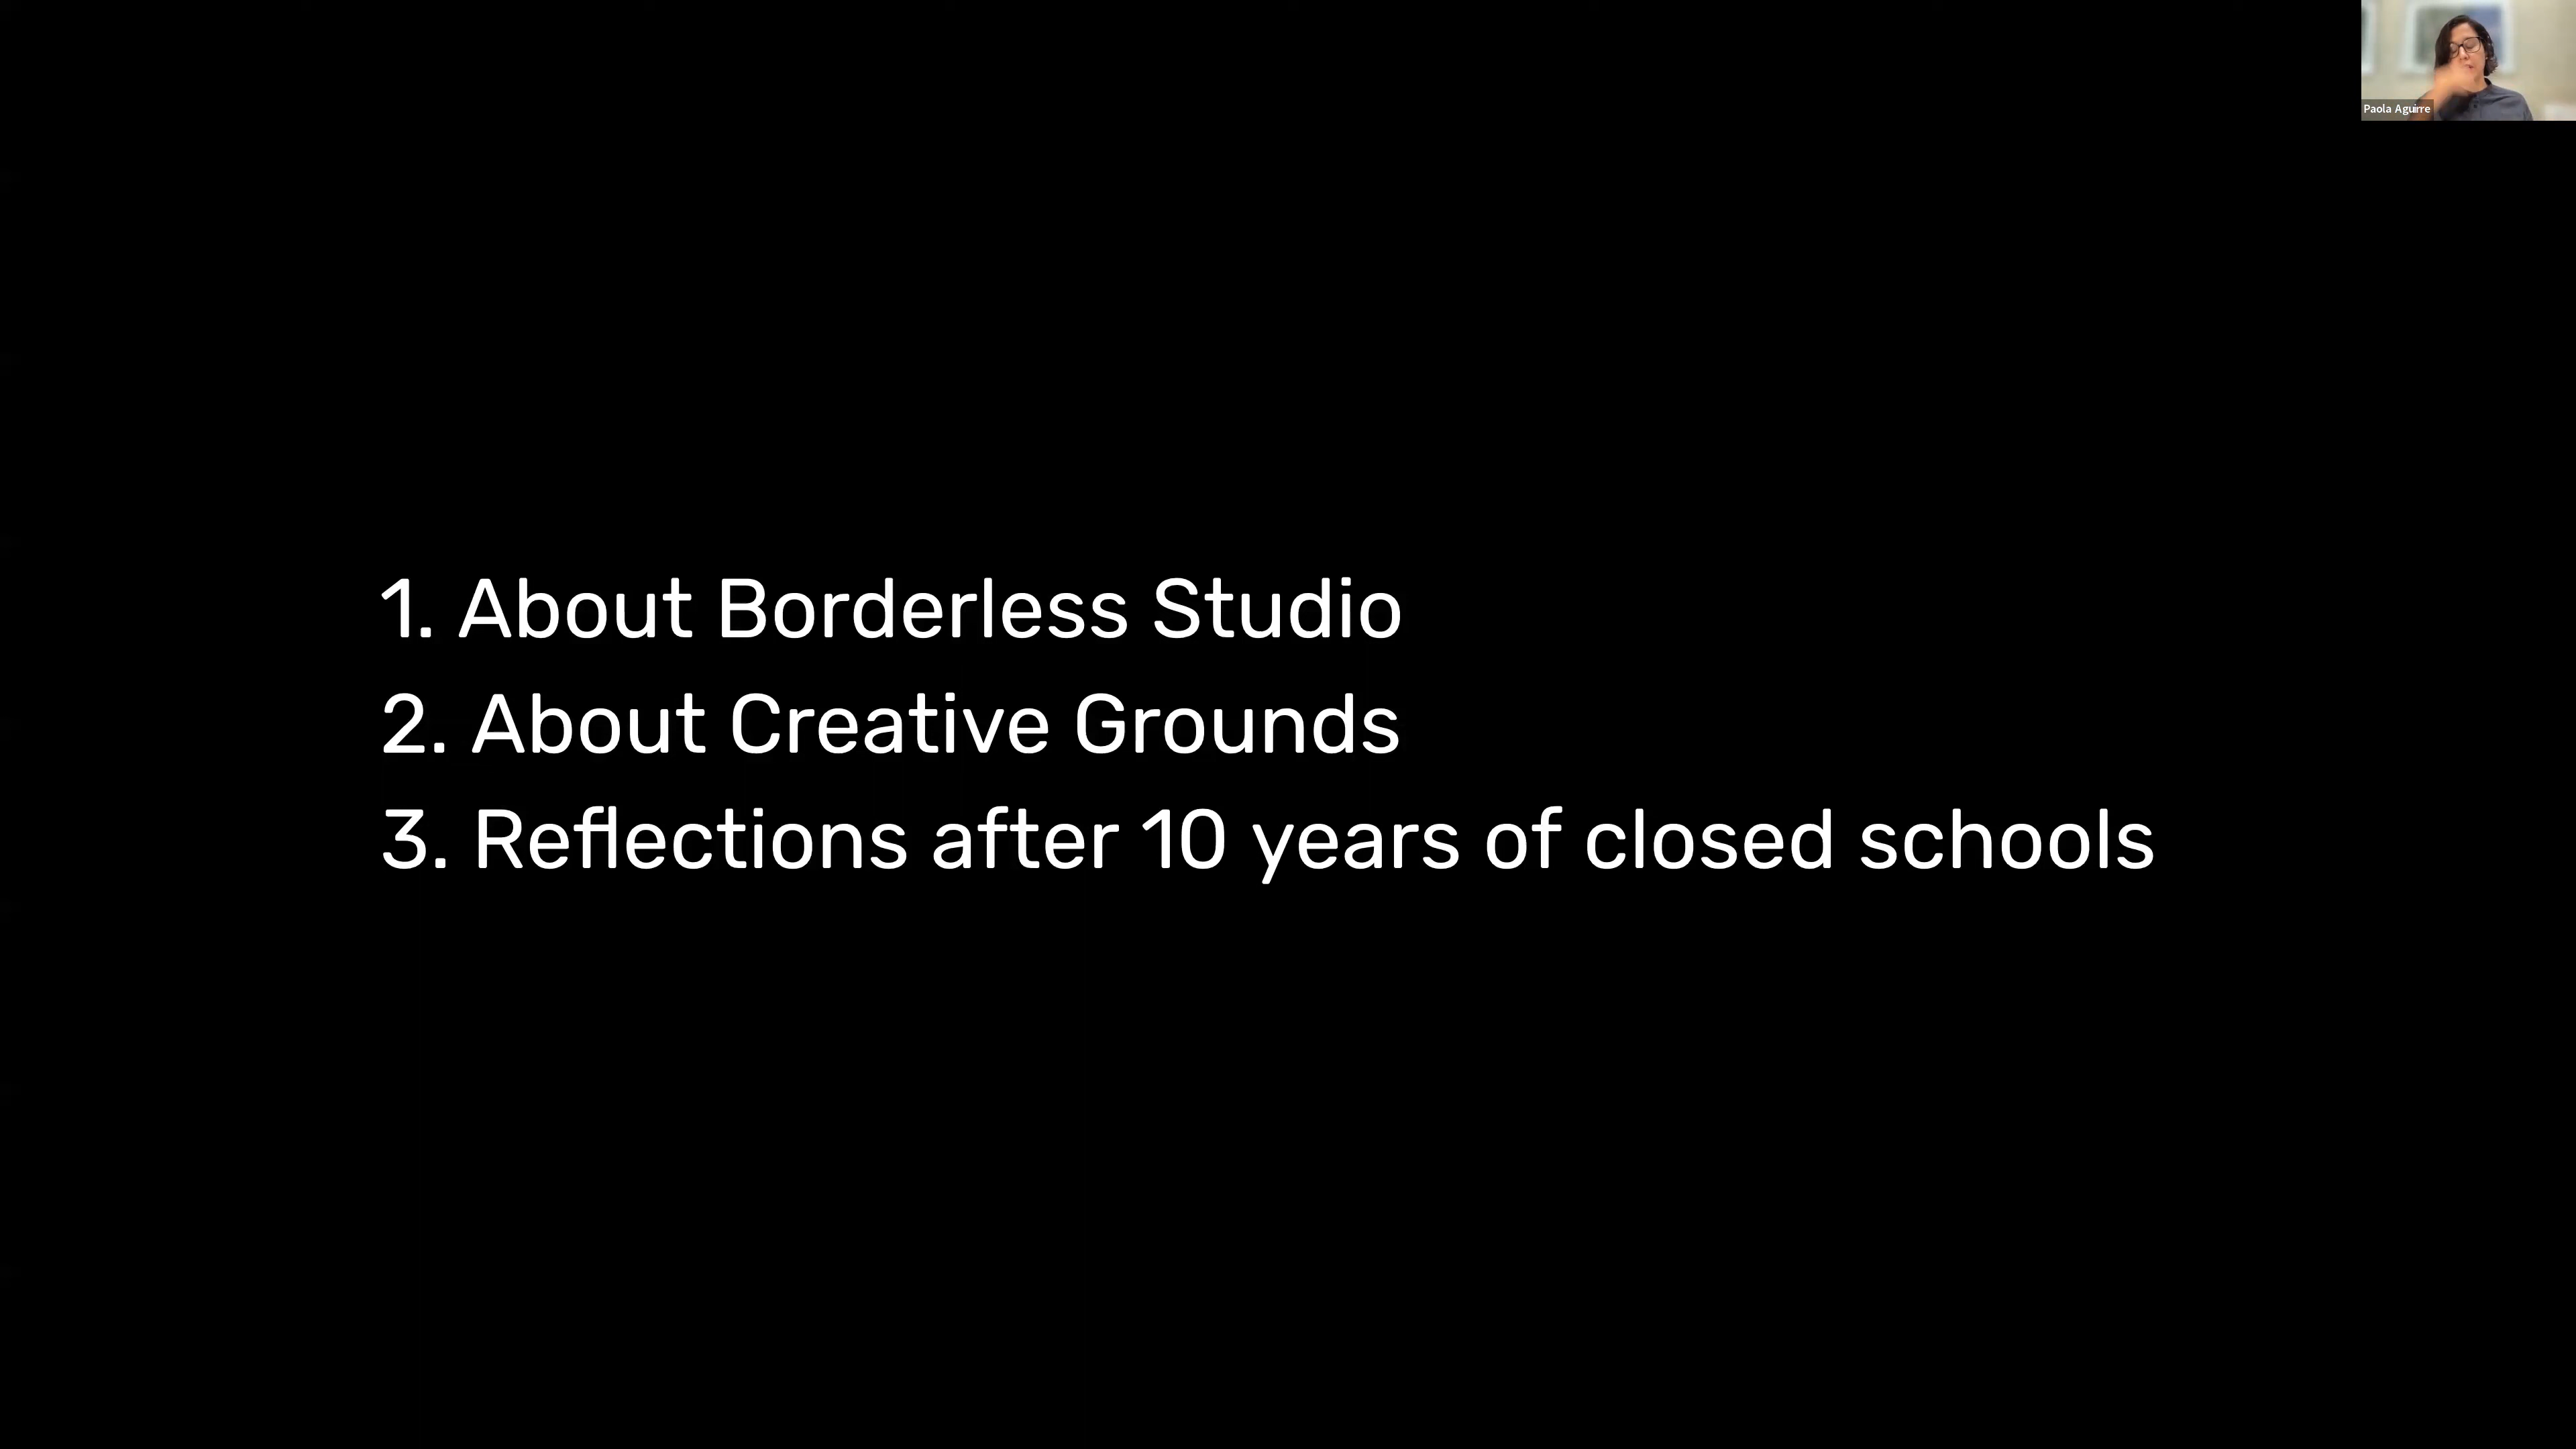 Paola Aguirre
1. About Borderless Studio
2. About Creative Grounds
3. Reflections after 10 years of closed schools